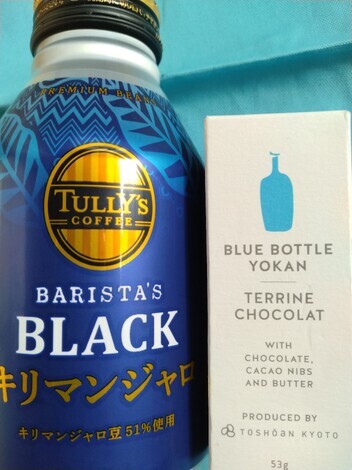 PREMIUM BEANS
TULLY'S
COFFEE
BARISTA'S
BLACK
キリマンジャロ
キリマンジャロ豆51%使用
BLUE BOTTLE
YOKAN
TERRINE
CHOCOLAT
WITH
CHOCOLATE,
CACAO NIBS
AND BUTTER
PRODUCED BY
TOSHŌAN KYOTO
53g